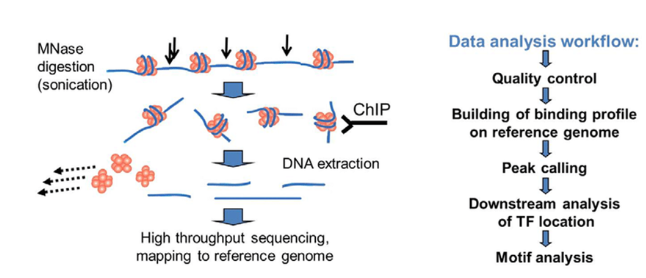 MNase
digestion
(sonication)
ChIP
DNA extraction
High throughput sequencing,
mapping to reference genome
Data analysis workflow:
Quality control
Building of binding profile
on reference genome
Peak calling
Downstream analysis
of TF location
Motif analysis